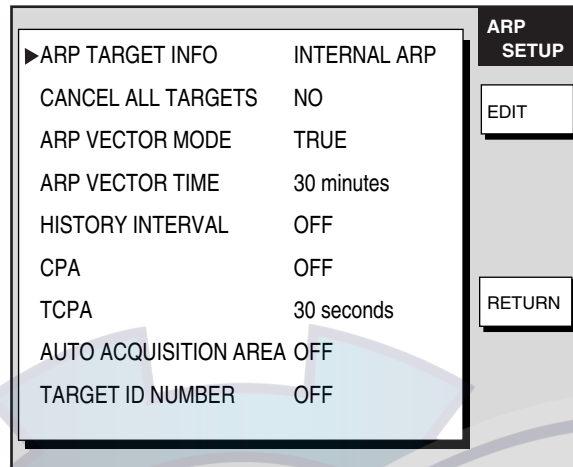 ARP
SETUP
▶ARP TARGET INFO INTERNAL ARP
CANCEL ALL TARGETS NO
ARP VECTOR MODE TRUE
ARP VECTOR TIME 30 minutes
HISTORY INTERVAL OFF
CPA OFF
TCPA 30 seconds
AUTO ACQUISITION AREA OFF
TARGET ID NUMBER OFF
EDIT
RETURN